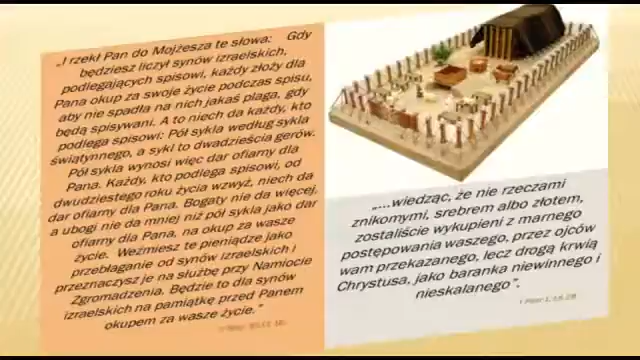 „I rzekł Pan do Mojżesza te słowa: Gdy
będziesz liczył synów izraelskich,
podlegających spisowi, każdy złoży dla
Pana okup za swoje życie podczas spisu,
aby nie spadła na nich jakaś plaga, gdy
będą spisywani. A to niech da każdy, kto
podlega spisowi: Pół sykla według sykla
świątynnego, a sykl to dwadzieścia gerów.
Pół sykla wynosi więc dar ofiarny dla
Pana. Każdy, kto podlega spisowi, od
dwudziestego roku życia wzwyż, niech da
dar ofiarny dla Pana. Bogaty nie da więcej,
a ubogi nie da mniej niż pół sykla jako dar
ofiarny dla Pana, na okup za wasze
życie. Weźmiesz te pieniądze jako
przebłaganie od synów izraelskich i
przeznaczysz je na służbę przy Namiocie
Zgromadzenia. Będzie to dla synów
izraelskich na pamiątkę przed Panem
okupem za wasze życie.”
„...wiedząc, że nie rzeczami
znikomymi, srebrem albo złotem,
zostaliście wykupieni z marnego
postępowania waszego, przez ojców
wam przekazanego, lecz drogą krwią
Chrystusa, jako baranka niewinnego i
nieskalanego”.